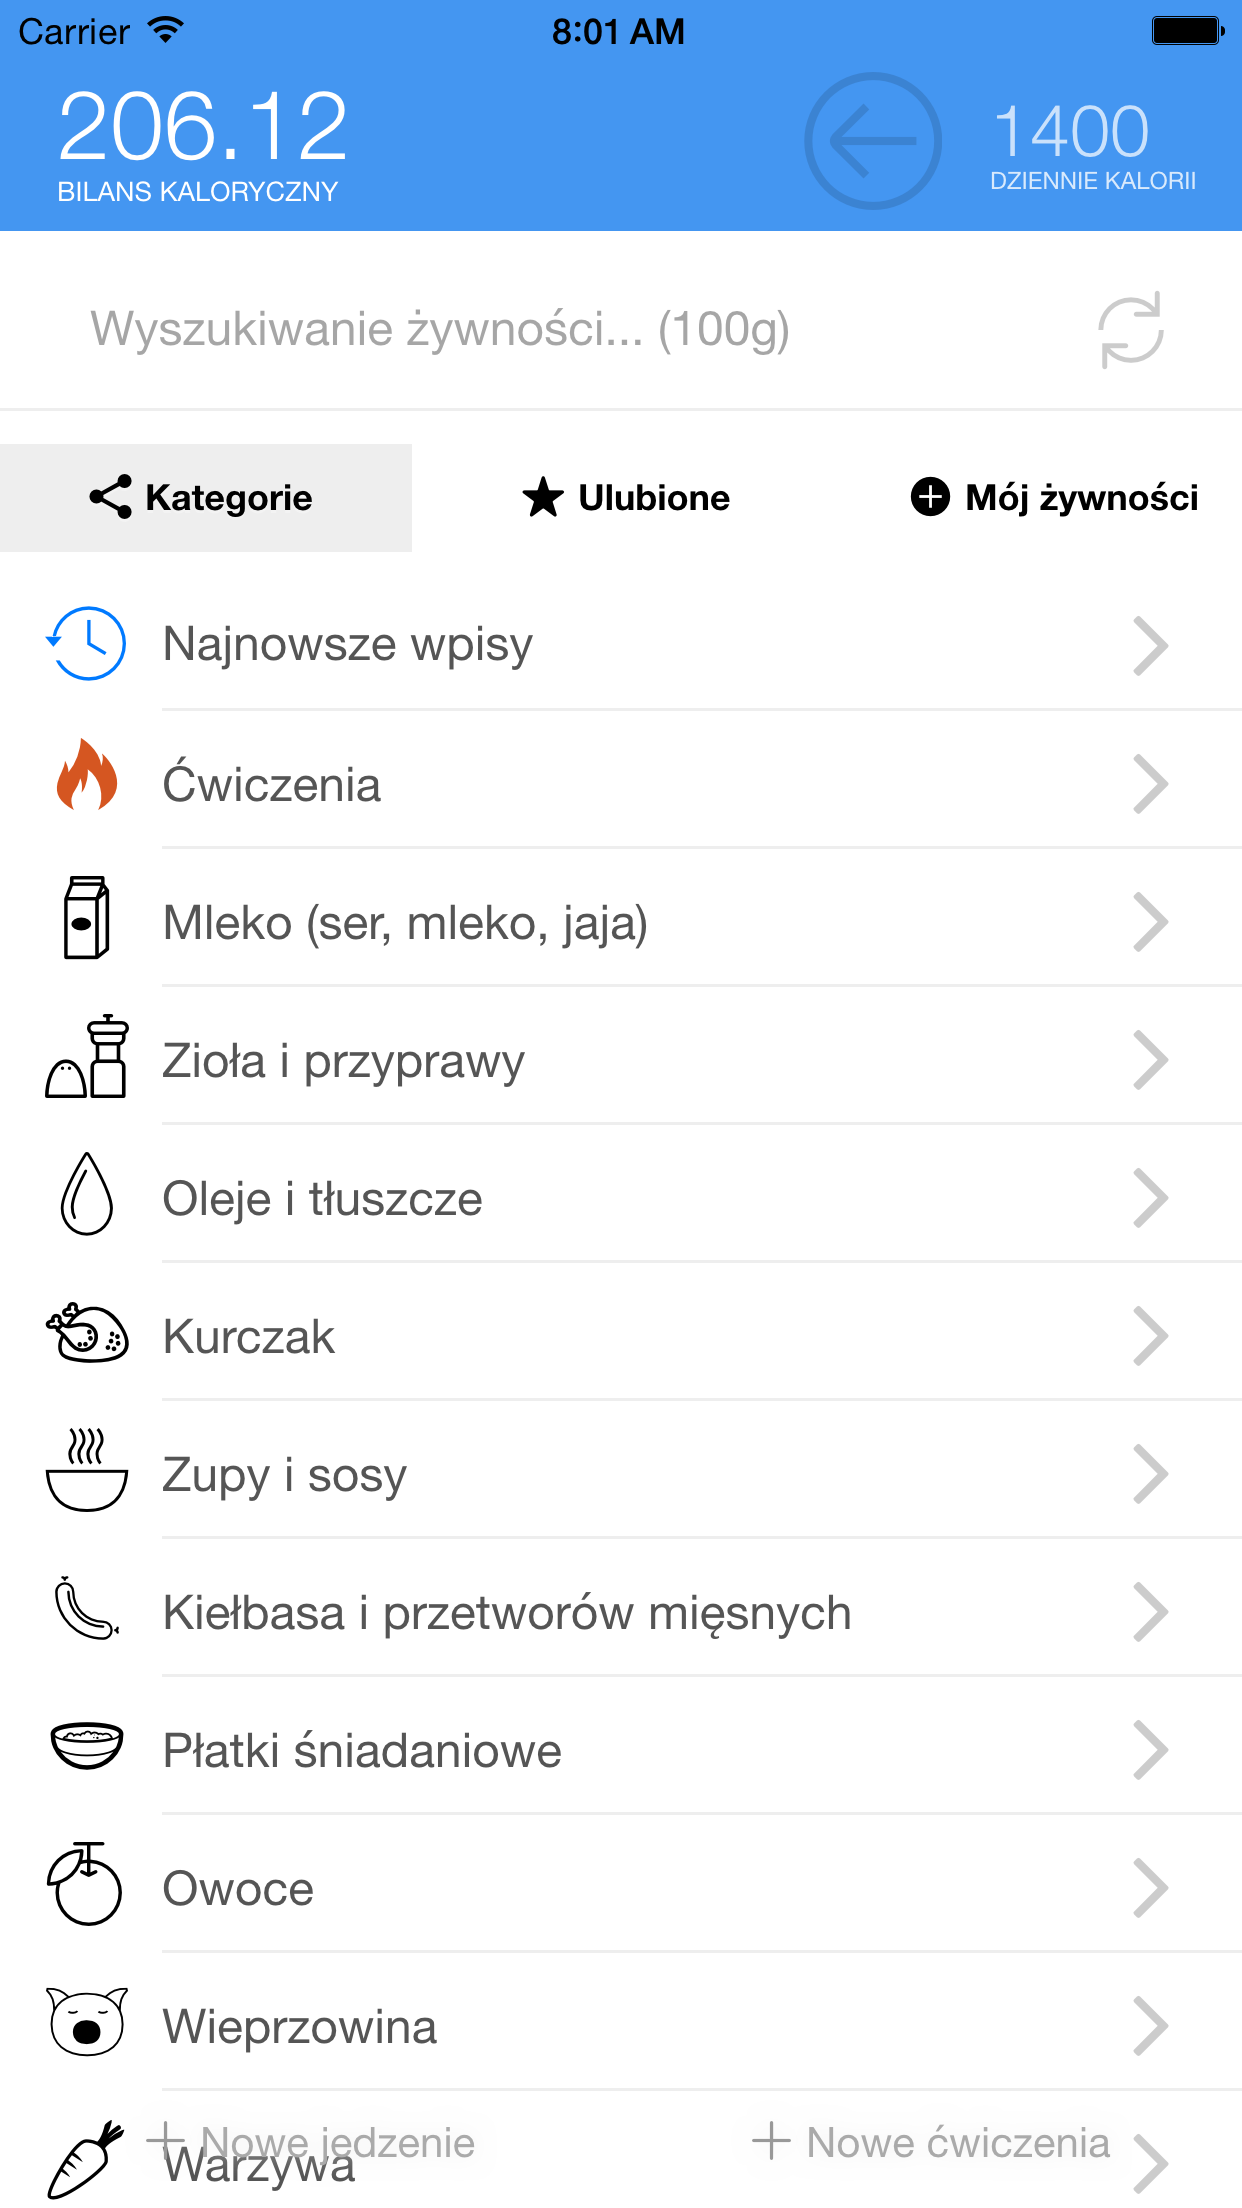 Carrier 8:01 AM
206.12
BILANS KALORYCZNY
1400
DZIENNIE KALORII
Wyszukiwanie żywności... (100g)
Kategorie Ulubione Mój żywności
Najnowsze wpisy
Ćwiczenia
Mleko (ser, mleko, jaja)
Zioła i przyprawy
Oleje i tłuszcze
Kurczak
Zupy i sosy
Kiełbasa i przetworów mięsnych
Płatki śniadaniowe
Owoce
Wieprzowina
Nowe jedzenie Nowe ćwiczenia
Warzywa